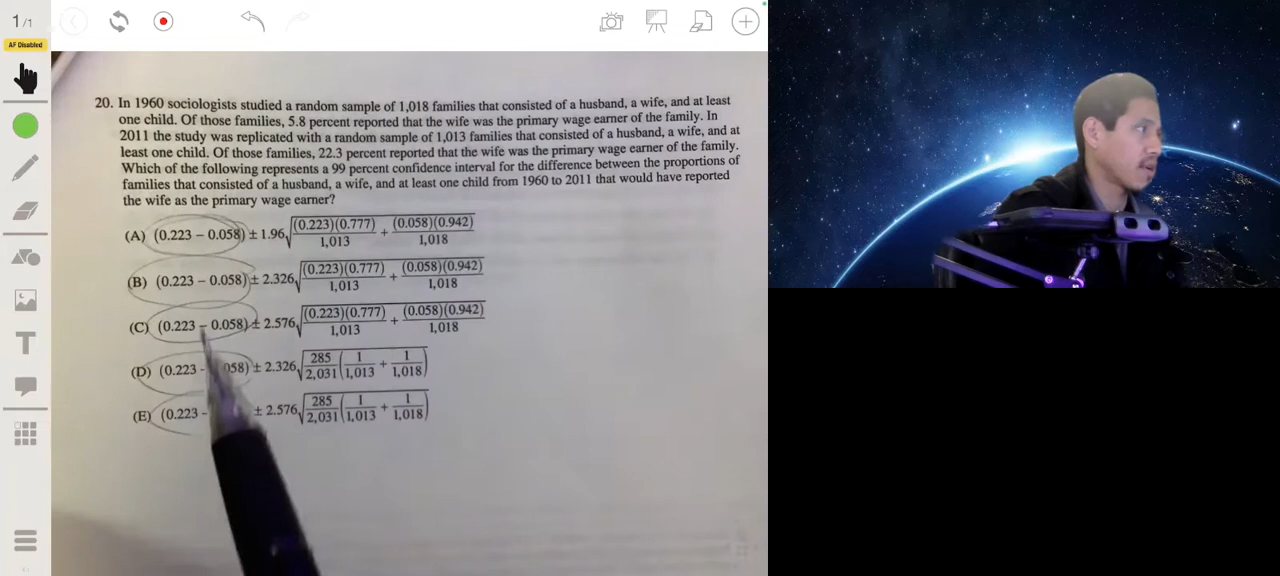 1/1
AF Disabled
20. In 1960 sociologists studied a random sample of 1,018 families that consisted of a husband, a wife, and at least
one child. Of those families, 5.8 percent reported that the wife was the primary wage earner of the family. In
2011 the study was replicated with a random sample of 1,013 families that consisted of a husband, a wife, and at
least one child. Of those families, 22.3 percent reported that the wife was the primary wage earner of the family.
Which of the following represents a 99 percent confidence interval for the difference between the proportions of
families that consisted of a husband, a wife, and at least one child from 1960 to 2011 that would have reported
the wife as the primary wage earner?
(A) (0.223 − 0.058) ± 1.96√((0.223)(0.777)/1,013 + (0.058)(0.942)/1,018)
(B) (0.223 − 0.058) ± 2.326√((0.223)(0.777)/1,013 + (0.058)(0.942)/1,018)
(C) (0.223 − 0.058) ± 2.576√((0.223)(0.777)/1,013 + (0.058)(0.942)/1,018)
(D) (0.223 - 058) ± 2.326√(285/2,031 (1/1,013 + 1/1,018))
(E) (0.223 - ± 2.576√(285/2,031 (1/1,013 + 1/1,018))
T